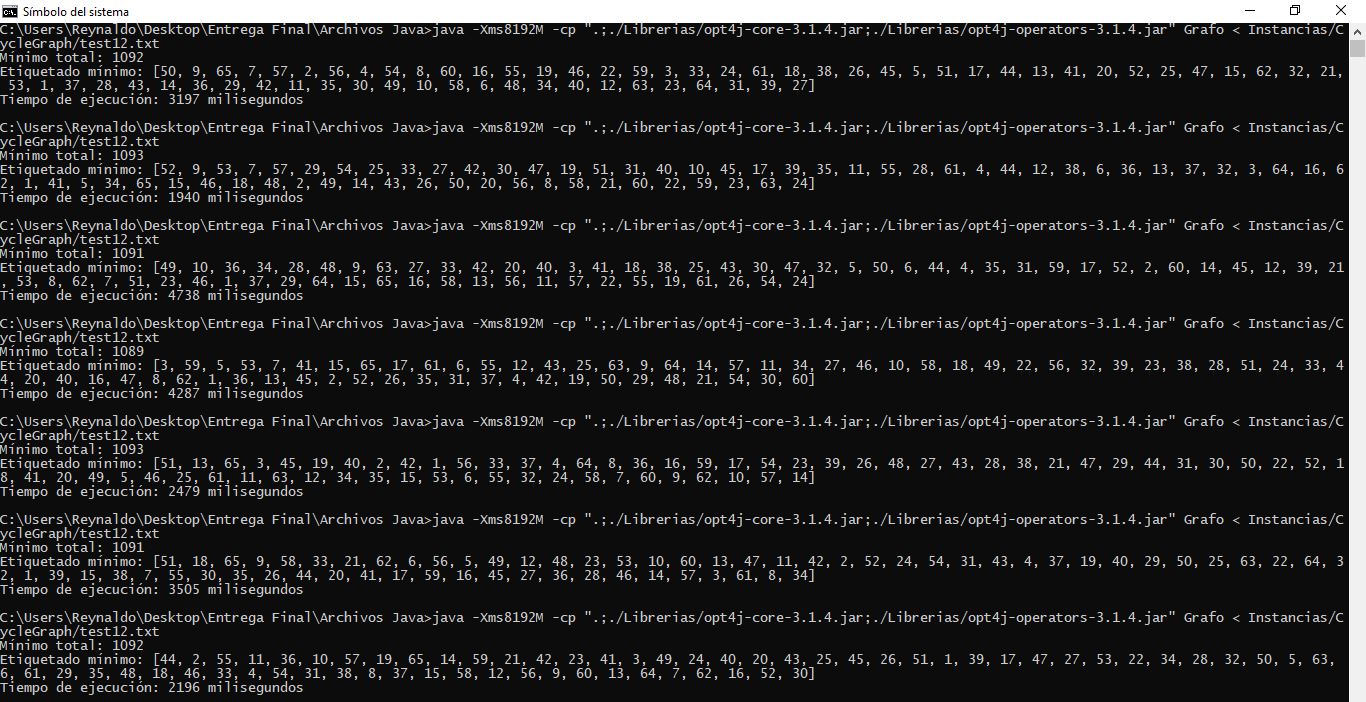 Símbolo del sistema
C:\Users\Reynaldo\Desktop\Entrega Final\Archivos Java>java -Xms8192M -cp ".;./Librerias/opt4j-core-3.1.4.jar;./Librerias/opt4j-operators-3.1.4.jar" Grafo < Instancias/C
ycleGraph/test12.txt
Mínimo total: 1092
Etiquetado mínimo: [50, 9, 65, 7, 57, 2, 56, 4, 54, 8, 60, 16, 55, 19, 46, 22, 59, 3, 33, 24, 61, 18, 38, 26, 45, 5, 51, 17, 44, 13, 41, 20, 52, 25, 47, 15, 62, 32, 21,
53, 1, 37, 28, 43, 14, 36, 29, 42, 11, 35, 30, 49, 10, 58, 6, 48, 34, 40, 12, 63, 23, 64, 31, 39, 27]
Tiempo de ejecución: 3197 milisegundos
C:\Users\Reynaldo\Desktop\Entrega Final\Archivos Java>java -Xms8192M -cp ".;./Librerias/opt4j-core-3.1.4.jar;./Librerias/opt4j-operators-3.1.4.jar" Grafo < Instancias/C
ycleGraph/test12.txt
Mínimo total: 1093
Etiquetado mínimo: [52, 9, 53, 7, 57, 29, 54, 25, 33, 27, 42, 30, 47, 19, 51, 31, 40, 10, 45, 17, 39, 35, 11, 55, 28, 61, 4, 44, 12, 38, 6, 36, 13, 37, 32, 3, 64, 16, 6
2, 1, 41, 5, 34, 65, 15, 46, 18, 48, 2, 49, 14, 43, 26, 50, 20, 56, 8, 58, 21, 60, 22, 59, 23, 63, 24]
Tiempo de ejecución: 1940 milisegundos
C:\Users\Reynaldo\Desktop\Entrega Final\Archivos Java>java -Xms8192M -cp ".;./Librerias/opt4j-core-3.1.4.jar;./Librerias/opt4j-operators-3.1.4.jar" Grafo < Instancias/C
ycleGraph/test12.txt
Mínimo total: 1091
Etiquetado mínimo: [49, 10, 36, 34, 28, 48, 9, 63, 27, 33, 42, 20, 40, 3, 41, 18, 38, 25, 43, 30, 47, 32, 5, 50, 6, 44, 4, 35, 31, 59, 17, 52, 2, 60, 14, 45, 12, 39, 21
, 53, 8, 62, 7, 51, 23, 46, 1, 37, 29, 64, 15, 65, 16, 58, 13, 56, 11, 57, 22, 55, 19, 61, 26, 54, 24]
Tiempo de ejecución: 4738 milisegundos
C:\Users\Reynaldo\Desktop\Entrega Final\Archivos Java>java -Xms8192M -cp ".;./Librerias/opt4j-core-3.1.4.jar;./Librerias/opt4j-operators-3.1.4.jar" Grafo < Instancias/C
ycleGraph/test12.txt
Mínimo total: 1089
Etiquetado mínimo: [3, 59, 5, 53, 7, 41, 15, 65, 17, 61, 6, 55, 12, 43, 25, 63, 9, 64, 14, 57, 11, 34, 27, 46, 10, 58, 18, 49, 22, 56, 32, 39, 23, 38, 28, 51, 24, 33, 4
4, 20, 40, 16, 47, 8, 62, 1, 36, 13, 45, 2, 52, 26, 35, 31, 37, 4, 42, 19, 50, 29, 48, 21, 54, 30, 60]
Tiempo de ejecución: 4287 milisegundos
C:\Users\Reynaldo\Desktop\Entrega Final\Archivos Java>java -Xms8192M -cp ".;./Librerias/opt4j-core-3.1.4.jar;./Librerias/opt4j-operators-3.1.4.jar" Grafo < Instancias/C
ycleGraph/test12.txt
Mínimo total: 1093
Etiquetado mínimo: [51, 13, 65, 3, 45, 19, 40, 2, 42, 1, 56, 33, 37, 4, 64, 8, 36, 16, 59, 17, 54, 23, 39, 26, 48, 27, 43, 28, 38, 21, 47, 29, 44, 31, 30, 50, 22, 52, 1
8, 41, 20, 49, 5, 46, 25, 61, 11, 63, 12, 34, 35, 15, 53, 6, 55, 32, 24, 58, 7, 60, 9, 62, 10, 57, 14]
Tiempo de ejecución: 2479 milisegundos
C:\Users\Reynaldo\Desktop\Entrega Final\Archivos Java>java -Xms8192M -cp ".;./Librerias/opt4j-core-3.1.4.jar;./Librerias/opt4j-operators-3.1.4.jar" Grafo < Instancias/C
ycleGraph/test12.txt
Mínimo total: 1091
Etiquetado mínimo: [51, 18, 65, 9, 58, 33, 21, 62, 6, 56, 5, 49, 12, 48, 23, 53, 10, 60, 13, 47, 11, 42, 2, 52, 24, 54, 31, 43, 4, 37, 19, 40, 29, 50, 25, 63, 22, 64, 3
2, 1, 39, 15, 38, 7, 55, 30, 35, 26, 44, 20, 41, 17, 59, 16, 45, 27, 36, 28, 46, 14, 57, 3, 61, 8, 34]
Tiempo de ejecución: 3505 milisegundos
C:\Users\Reynaldo\Desktop\Entrega Final\Archivos Java>java -Xms8192M -cp ".;./Librerias/opt4j-core-3.1.4.jar;./Librerias/opt4j-operators-3.1.4.jar" Grafo < Instancias/C
ycleGraph/test12.txt
Mínimo total: 1092
Etiquetado mínimo: [44, 2, 55, 11, 36, 10, 57, 19, 65, 14, 59, 21, 42, 23, 41, 3, 49, 24, 40, 20, 43, 25, 45, 26, 51, 1, 39, 17, 47, 27, 53, 22, 34, 28, 32, 50, 5, 63,
6, 61, 29, 35, 48, 18, 46, 33, 4, 54, 31, 38, 8, 37, 15, 58, 12, 56, 9, 60, 13, 64, 7, 62, 16, 52, 30]
Tiempo de ejecución: 2196 milisegundos